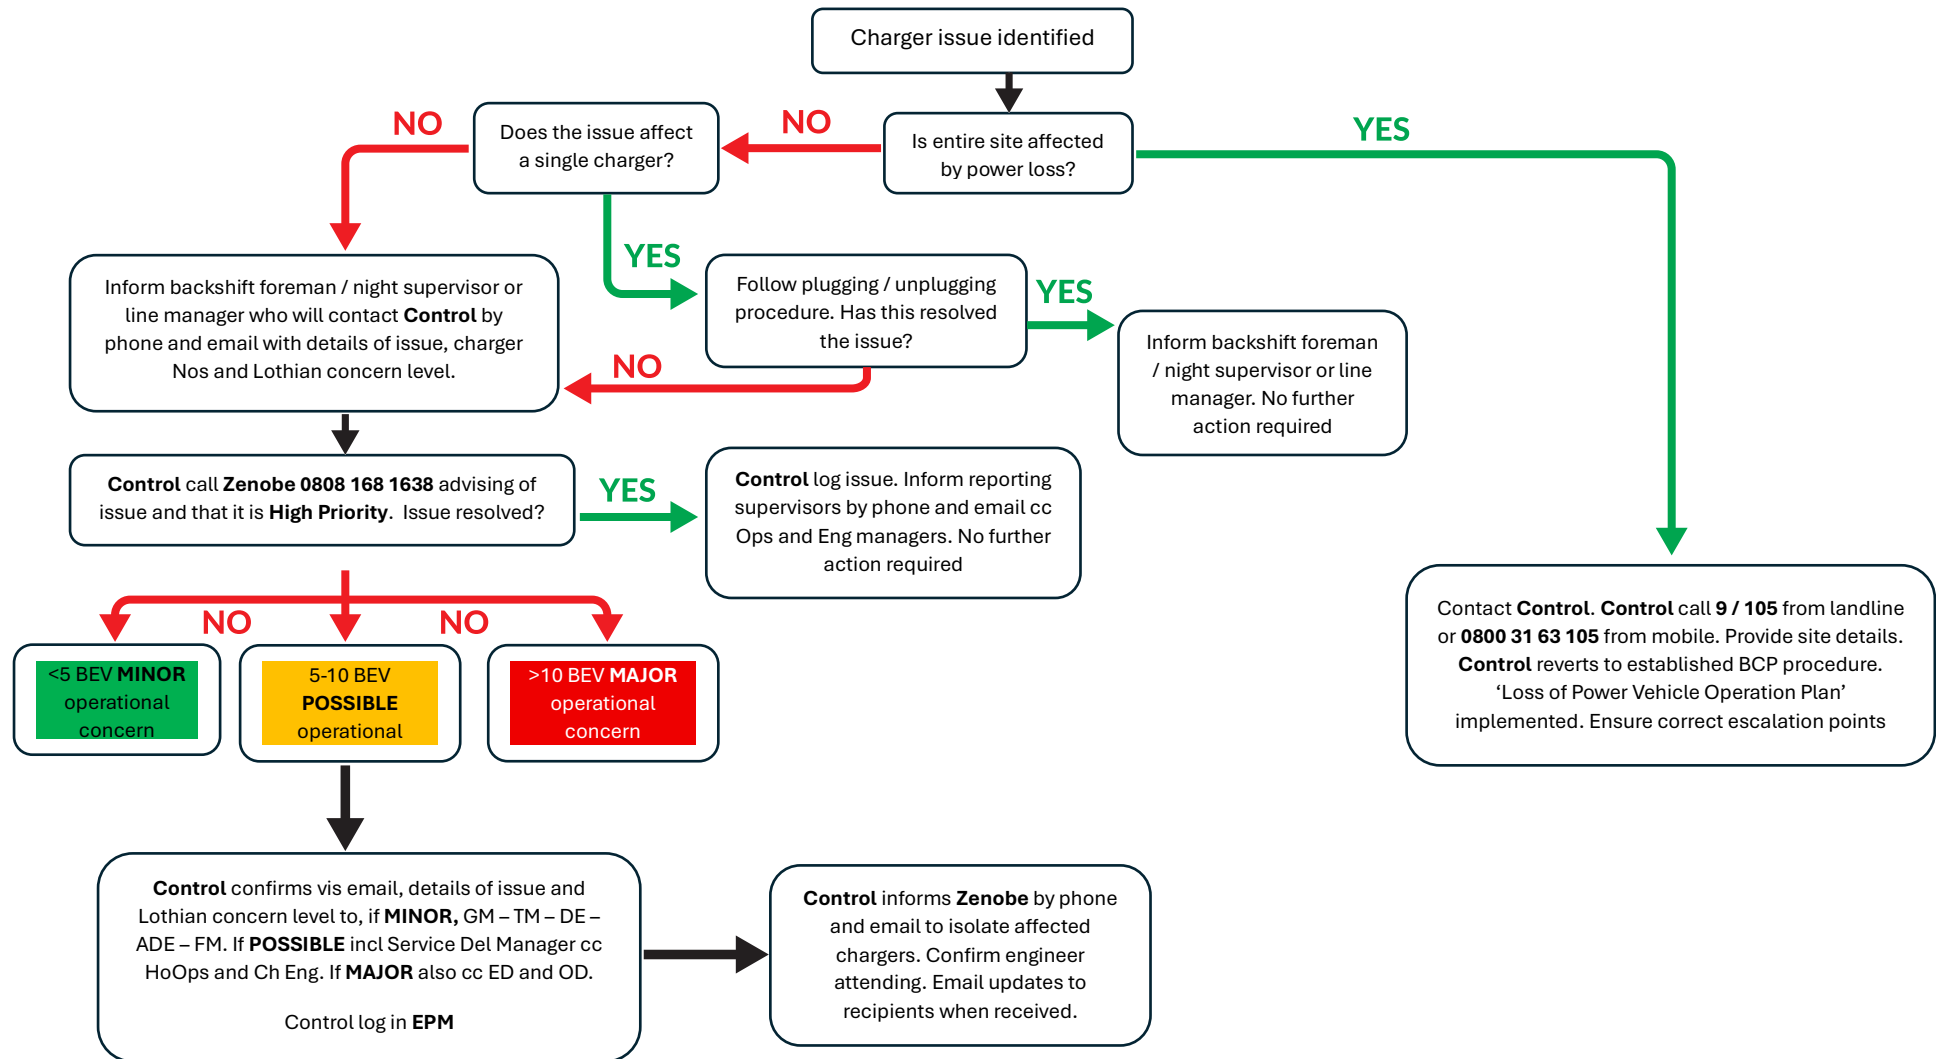 Charger issue identified
Is entire site affected
by power loss?
NO
YES
Does the issue affect
a single charger?
NO
YES
Follow plugging / unplugging
procedure. Has this resolved
the issue?
YES
Inform backshift foreman
/ night supervisor or line
manager. No further
action required
NO
Inform backshift foreman / night supervisor or
line manager who will contact Control by
phone and email with details of issue, charger
Nos and Lothian concern level.
Control call Zenobe 0808 168 1638 advising of
issue and that it is High Priority. Issue resolved?
YES
Control log issue. Inform reporting
supervisors by phone and email cc
Ops and Eng managers. No further
action required
NO
NO
<5 BEV MINOR
operational
concern
5-10 BEV
POSSIBLE
operational
>10 BEV MAJOR
operational
concern
Contact Control. Control call 9 / 105 from landline
or 0800 31 63 105 from mobile. Provide site details.
Control reverts to established BCP procedure.
‘Loss of Power Vehicle Operation Plan’
implemented. Ensure correct escalation points
Control confirms vis email, details of issue and
Lothian concern level to, if MINOR, GM – TM – DE –
ADE – FM. If POSSIBLE incl Service Del Manager cc
HoOps and Ch Eng. If MAJOR also cc ED and OD.
Control log in EPM
Control informs Zenobe by phone
and email to isolate affected
chargers. Confirm engineer
attending. Email updates to
recipients when received.